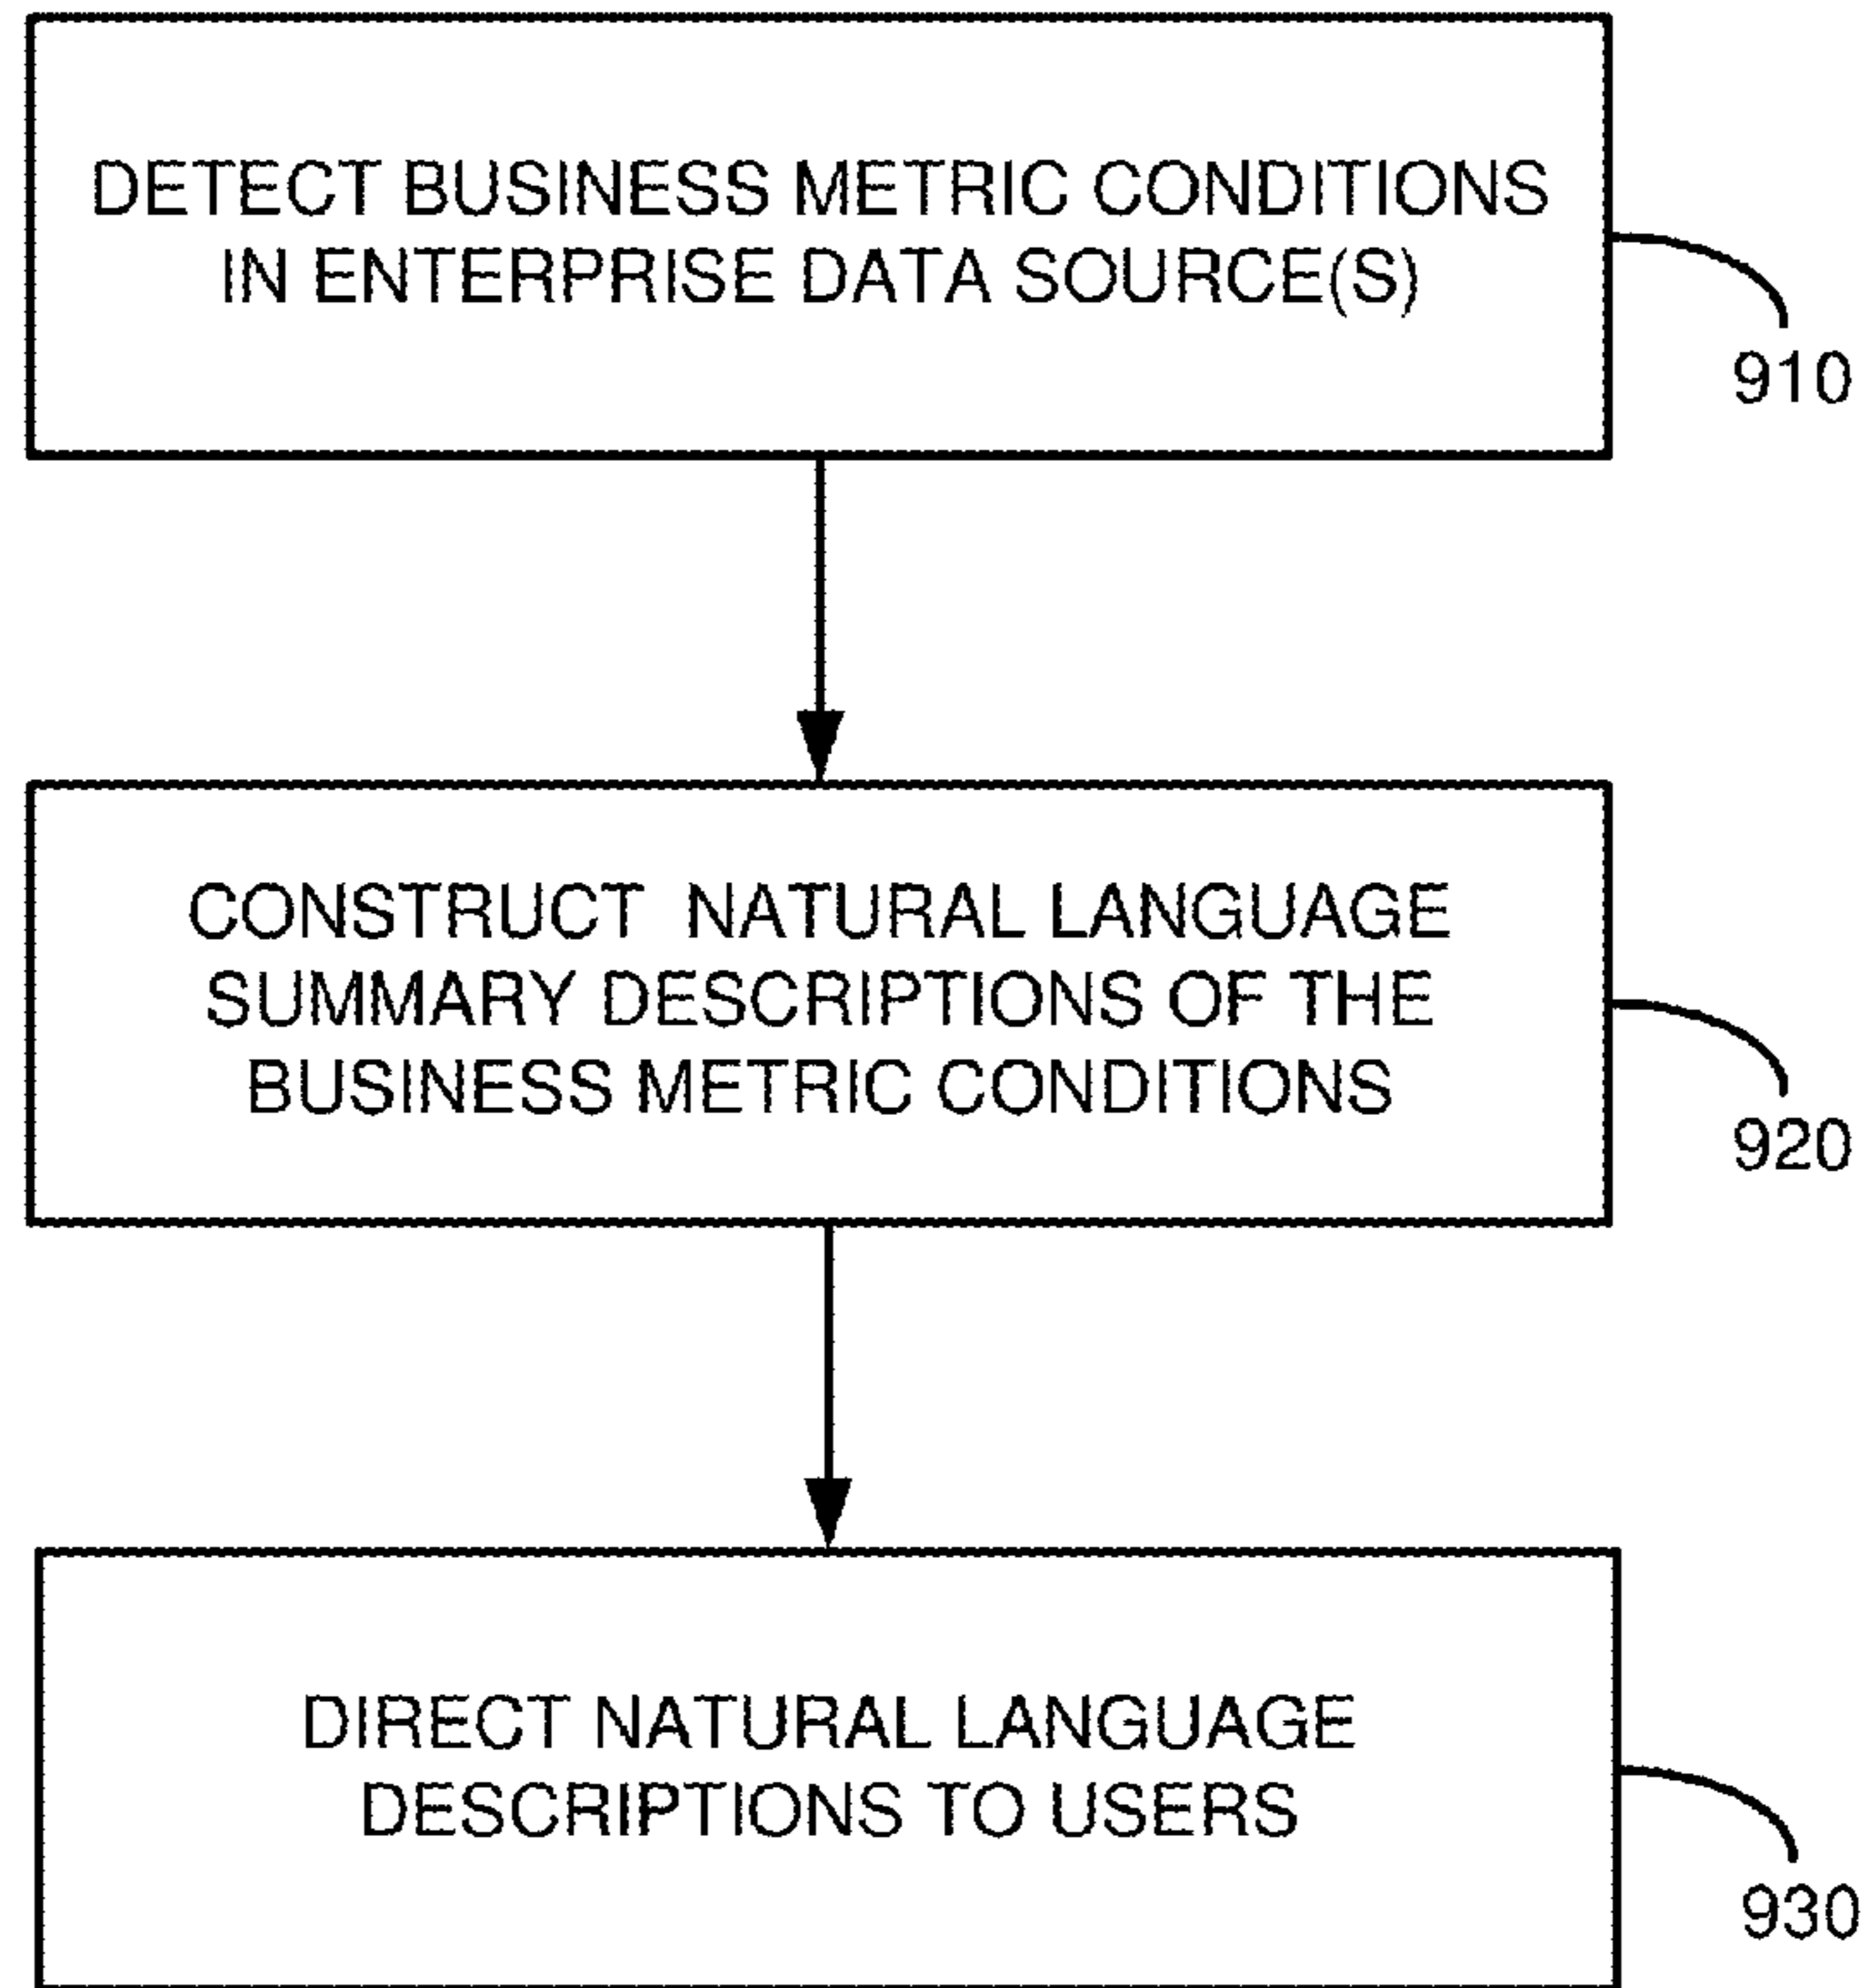 DETECT BUSINESS METRIC CONDITIONS
IN ENTERPRISE DATA SOURCE(S)
910
CONSTRUCT NATURAL LANGUAGE
SUMMARY DESCRIPTIONS OF THE
BUSINESS METRIC CONDITIONS
920
DIRECT NATURAL LANGUAGE
DESCRIPTIONS TO USERS
930